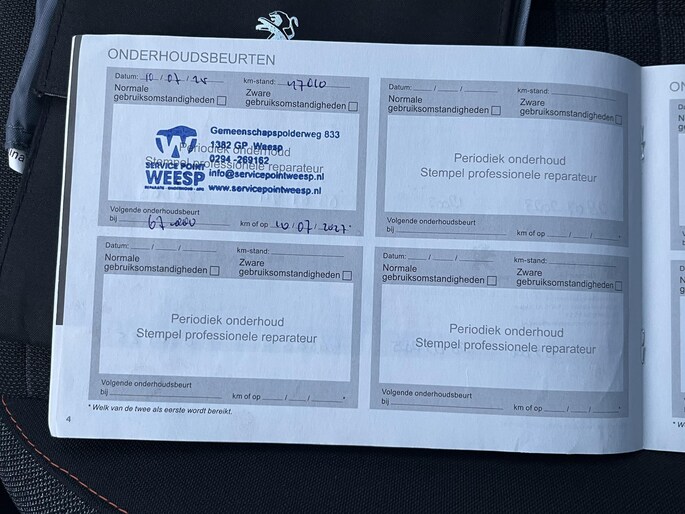 ONDERHOUDSBEURTEN
Datum: 10/07/25 km-stand: 47010
Normale gebruiksomstandigheden
Zware gebruiksomstandigheden
Periodiek onderhoud
Stempel professionele reparateur
W
SERVICE POINT
WEESP
Gemeenschapspolderweg 833
1382 GP Weesp
0294-269162
info@servicepointweesp.nl
www.servicepointweesp.nl
Volgende onderhoudsbeurt
bij 67.000 km of op 10/07/2027 *
Datum: / / km-stand:
Normale gebruiksomstandigheden
Zware gebruiksomstandigheden
Periodiek onderhoud
Stempel professionele reparateur
Volgende onderhoudsbeurt
bij km of op / / *
Datum: / / km-stand:
Normale gebruiksomstandigheden
Zware gebruiksomstandigheden
Periodiek onderhoud
Stempel professionele reparateur
Volgende onderhoudsbeurt
bij km of op / / *
Datum: / / km-stand:
Normale gebruiksomstandigheden
Zware gebruiksomstandigheden
Periodiek onderhoud
Stempel professionele reparateur
Volgende onderhoudsbeurt
bij km of op / / *
* Welk van de twee als eerste wordt bereikt.
4